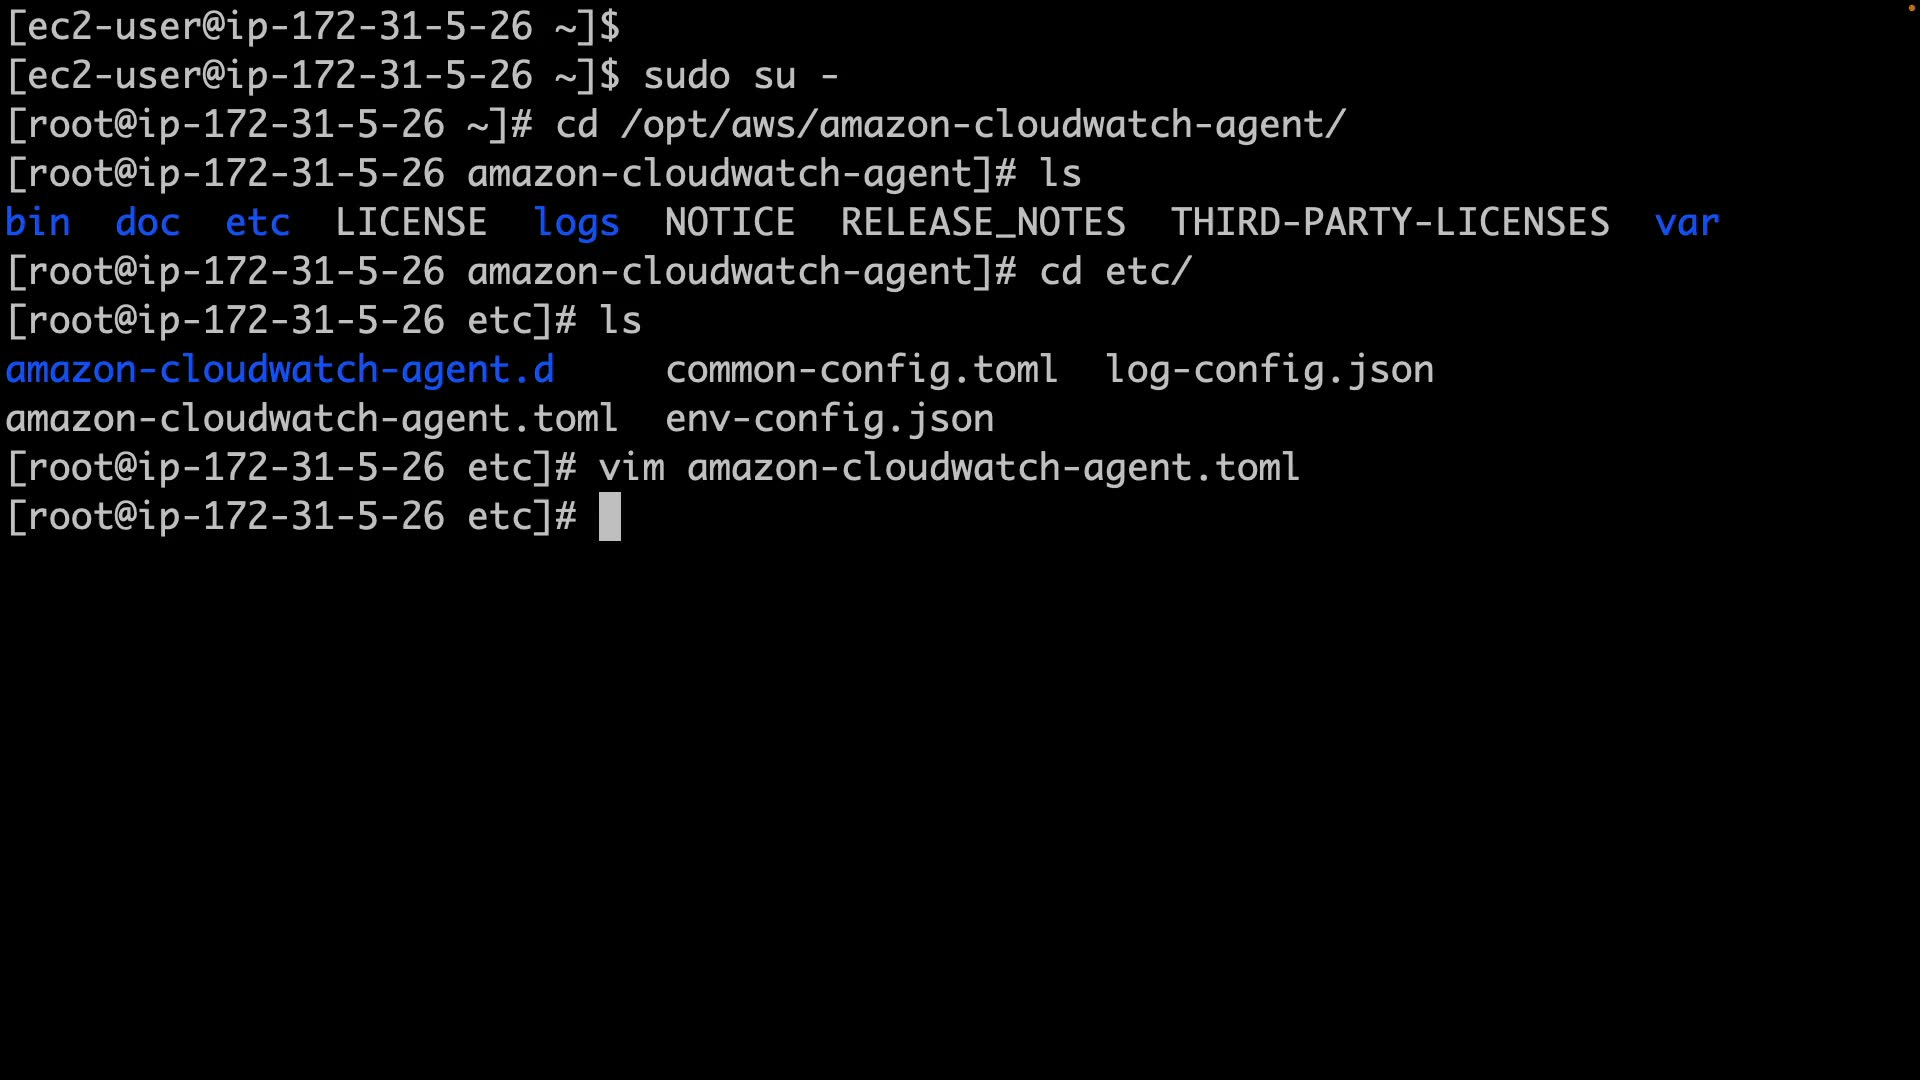 [ec2-user@ip-172-31-5-26 ~]$
[ec2-user@ip-172-31-5-26 ~]$ sudo su -
[root@ip-172-31-5-26 ~]# cd /opt/aws/amazon-cloudwatch-agent/
[root@ip-172-31-5-26 amazon-cloudwatch-agent]# ls
bin  doc  etc  LICENSE  logs  NOTICE  RELEASE_NOTES  THIRD-PARTY-LICENSES  var
[root@ip-172-31-5-26 amazon-cloudwatch-agent]# cd etc/
[root@ip-172-31-5-26 etc]# ls
amazon-cloudwatch-agent.d     common-config.toml  log-config.json
amazon-cloudwatch-agent.toml  env-config.json
[root@ip-172-31-5-26 etc]# vim amazon-cloudwatch-agent.toml
[root@ip-172-31-5-26 etc]#